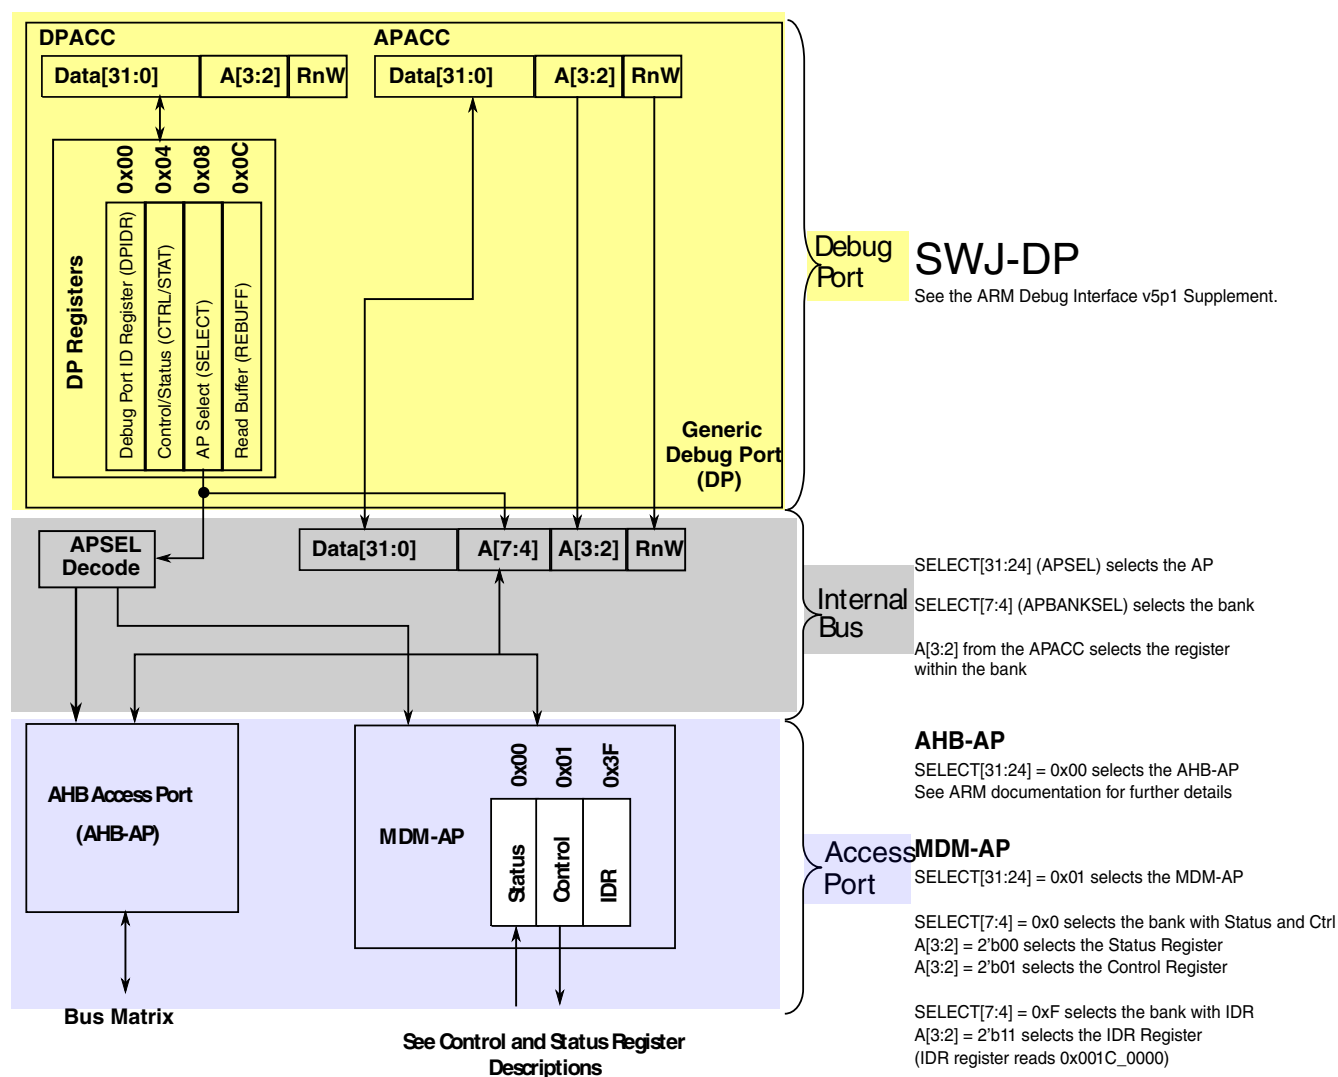 DPACC
APACC
Data[31:0] A[3:2] RnW
Data[31:0] A[3:2] RnW
0x00
0x04
0x08
0x0C
DP Registers
Debug Port ID Register (DPIDR)
Control/Status (CTRL/STAT)
AP Select (SELECT)
Read Buffer (REBUFF)
Generic
Debug Port
(DP)
Debug
Port
SWJ-DP
See the ARM Debug Interface v5p1 Supplement.
APSEL
Decode
Data[31:0] A[7:4] A[3:2] RnW
Internal
Bus
SELECT[31:24] (APSEL) selects the AP
SELECT[7:4] (APBANKSEL) selects the bank
A[3:2] from the APACC selects the register
within the bank
AHB Access Port
(AHB-AP)
Bus Matrix
MDM-AP
0x00
0x01
0x3F
Status
Control
IDR
See Control and Status Register
Descriptions
Access
Port
AHB-AP
SELECT[31:24] = 0x00 selects the AHB-AP
See ARM documentation for further details
MDM-AP
SELECT[31:24] = 0x01 selects the MDM-AP
SELECT[7:4] = 0x0 selects the bank with Status and Ctrl
A[3:2] = 2'b00 selects the Status Register
A[3:2] = 2'b01 selects the Control Register
SELECT[7:4] = 0xF selects the bank with IDR
A[3:2] = 2'b11 selects the IDR Register
(IDR register reads 0x001C_0000)